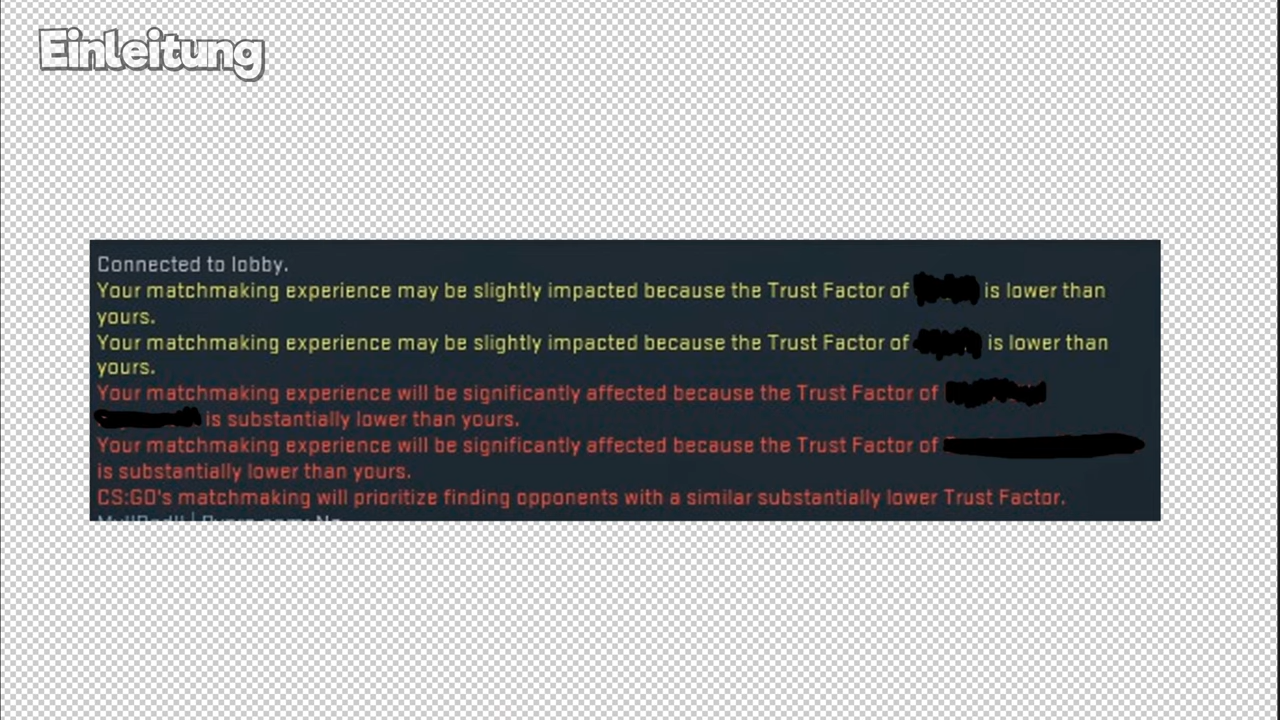 Einleitung
Connected to lobby.
Your matchmaking experience may be slightly impacted because the Trust Factor of is lower than
yours.
Your matchmaking experience may be slightly impacted because the Trust Factor of is lower than
yours.
Your matchmaking experience will be significantly affected because the Trust Factor of
is substantially lower than yours.
Your matchmaking experience will be significantly affected because the Trust Factor of
is substantially lower than yours.
CS:GO's matchmaking will prioritize finding opponents with a similar substantially lower Trust Factor.